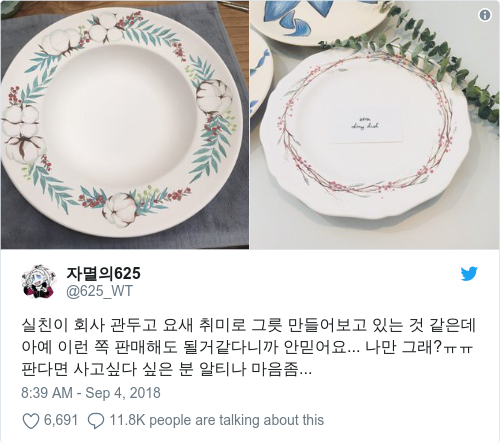 자멸의625
@625_WT
실친이 회사 관두고 요새 취미로 그릇 만들어보고 있는 것 같은데
아예 이런 쪽 판매해도 될거같다니까 안믿어요... 나만 그래?ㅠㅠ
판다면 사고싶다 싶은 분 알티나 마음좀...
8:39 AM - Sep 4, 2018
6,691 11.8K people are talking about this